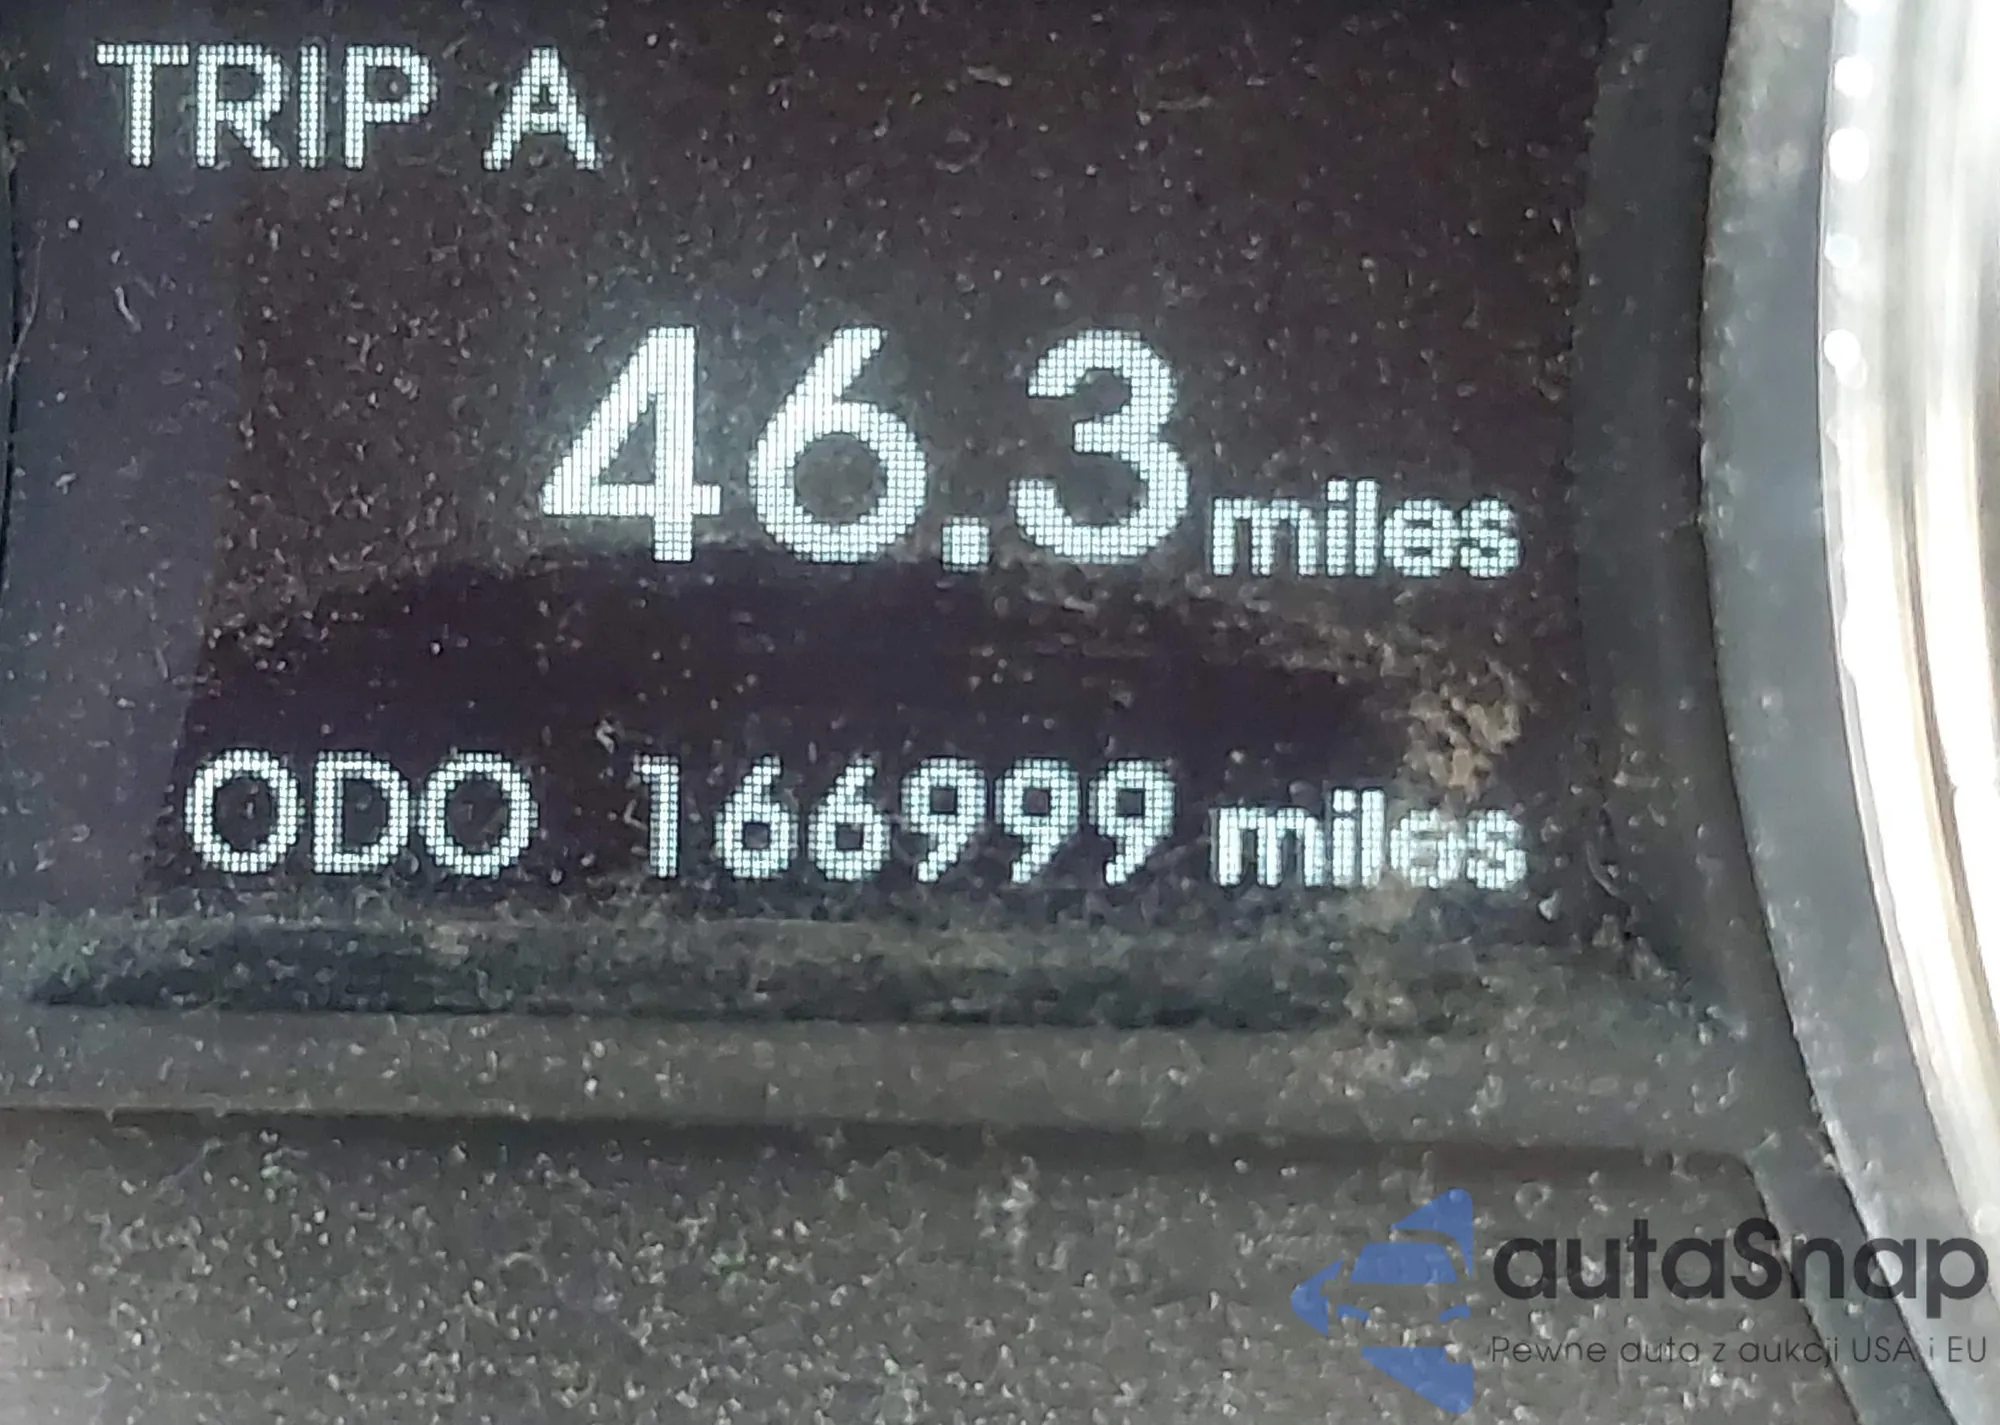 TRIP A
46.3 miles
ODO 166999 miles
autaSnap
Pewne auta z aukcji USA i EU